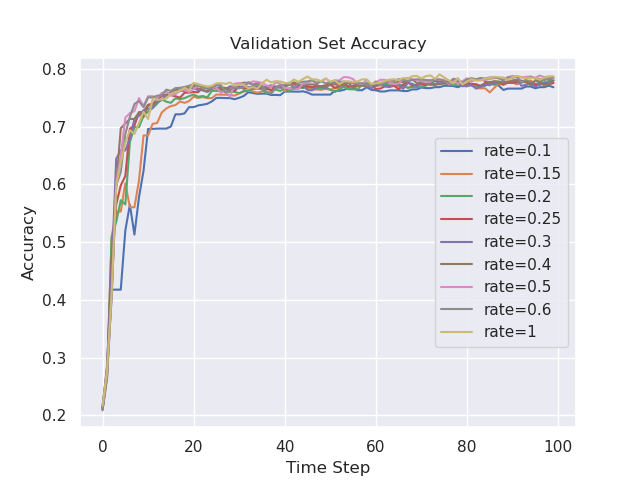 Validation Set Accuracy
Accuracy
0.8
0.7
0.6
0.5
0.4
0.3
0.2
rate=0.1
rate=0.15
rate=0.2
rate=0.25
rate=0.3
rate=0.4
rate=0.5
rate=0.6
rate=1
0 20 40 60 80 100
Time Step